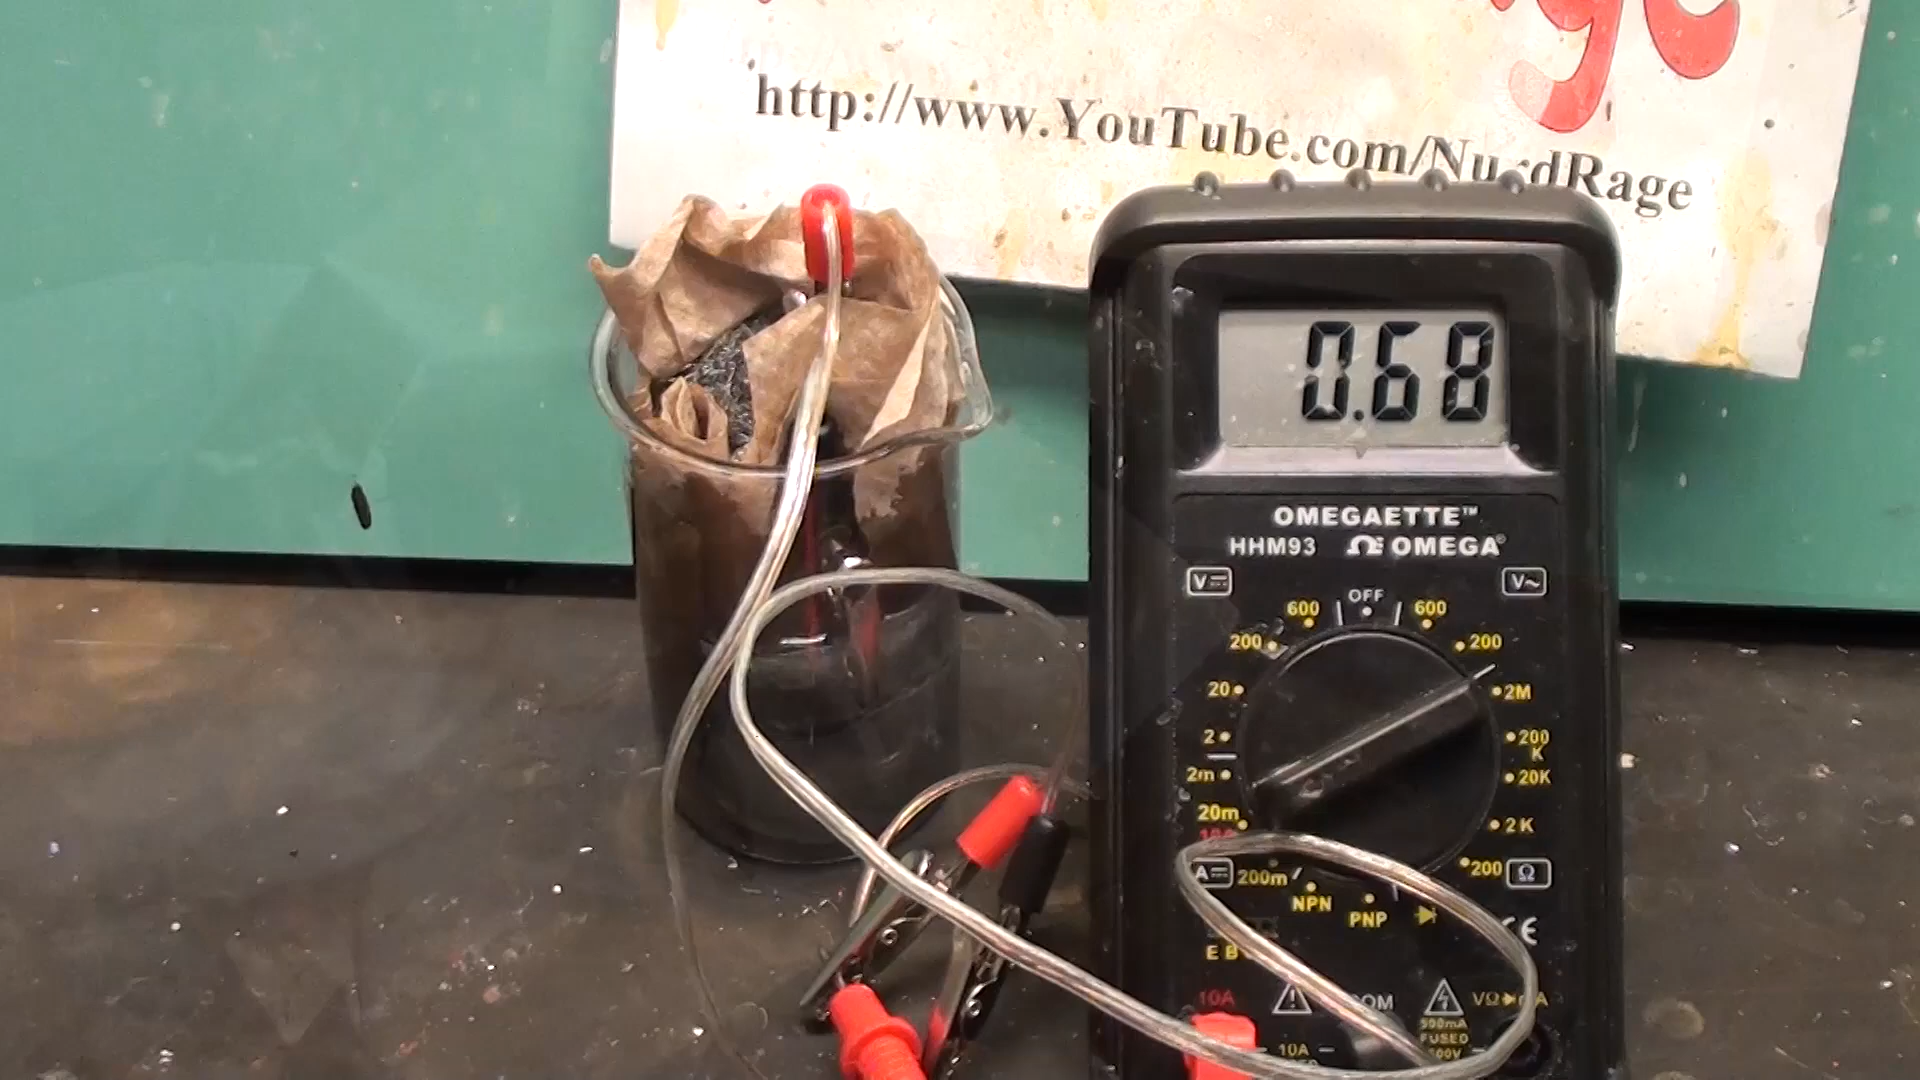 http://www.YouTube.com/NurdRage
0.68
OMEGAETTE™
HHM93 OMEGA®
V
V~
OFF
600
600
200
200
20
2M
2
200
K
2m
20K
20m
2K
A
200m
200
Ω
NPN
PNP
CE
E B
10A
VΩ
A
500mA
FUSED
10A